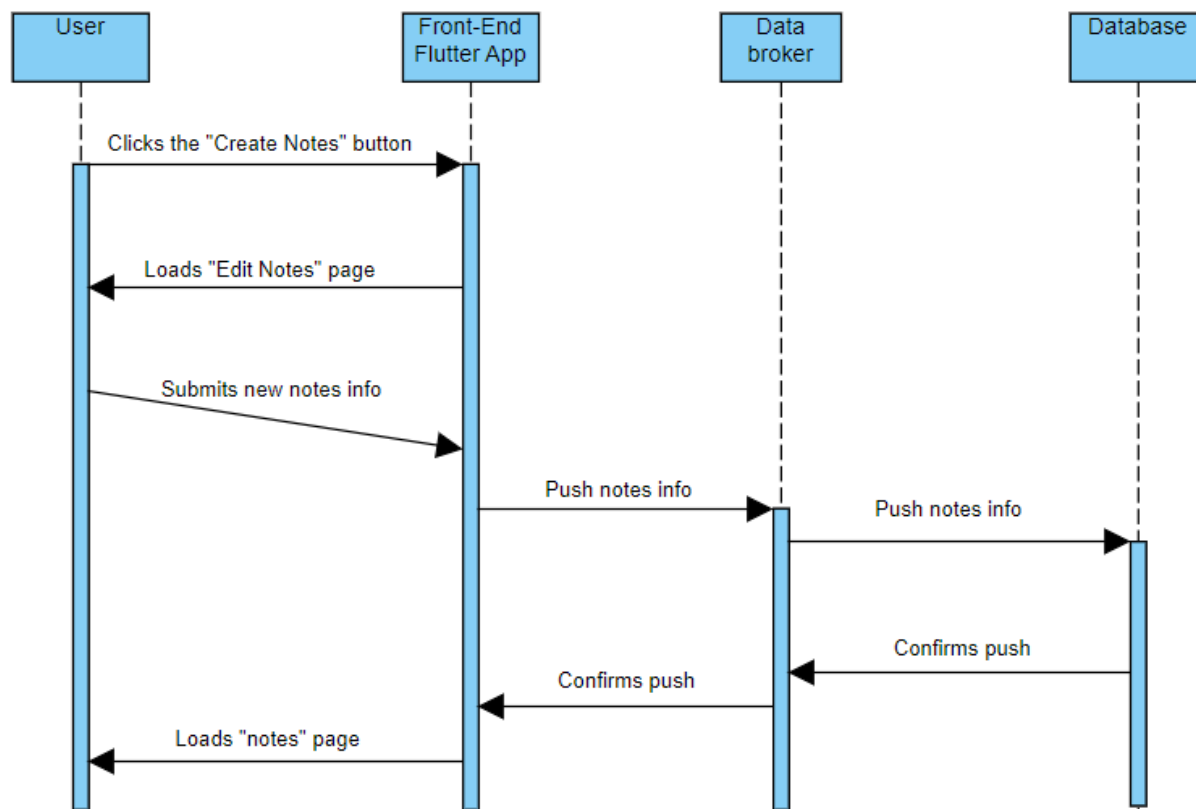 User
Front-End
Flutter App
Data
broker
Database
Clicks the "Create Notes" button
Loads "Edit Notes" page
Submits new notes info
Push notes info
Push notes info
Confirms push
Confirms push
Loads "notes" page